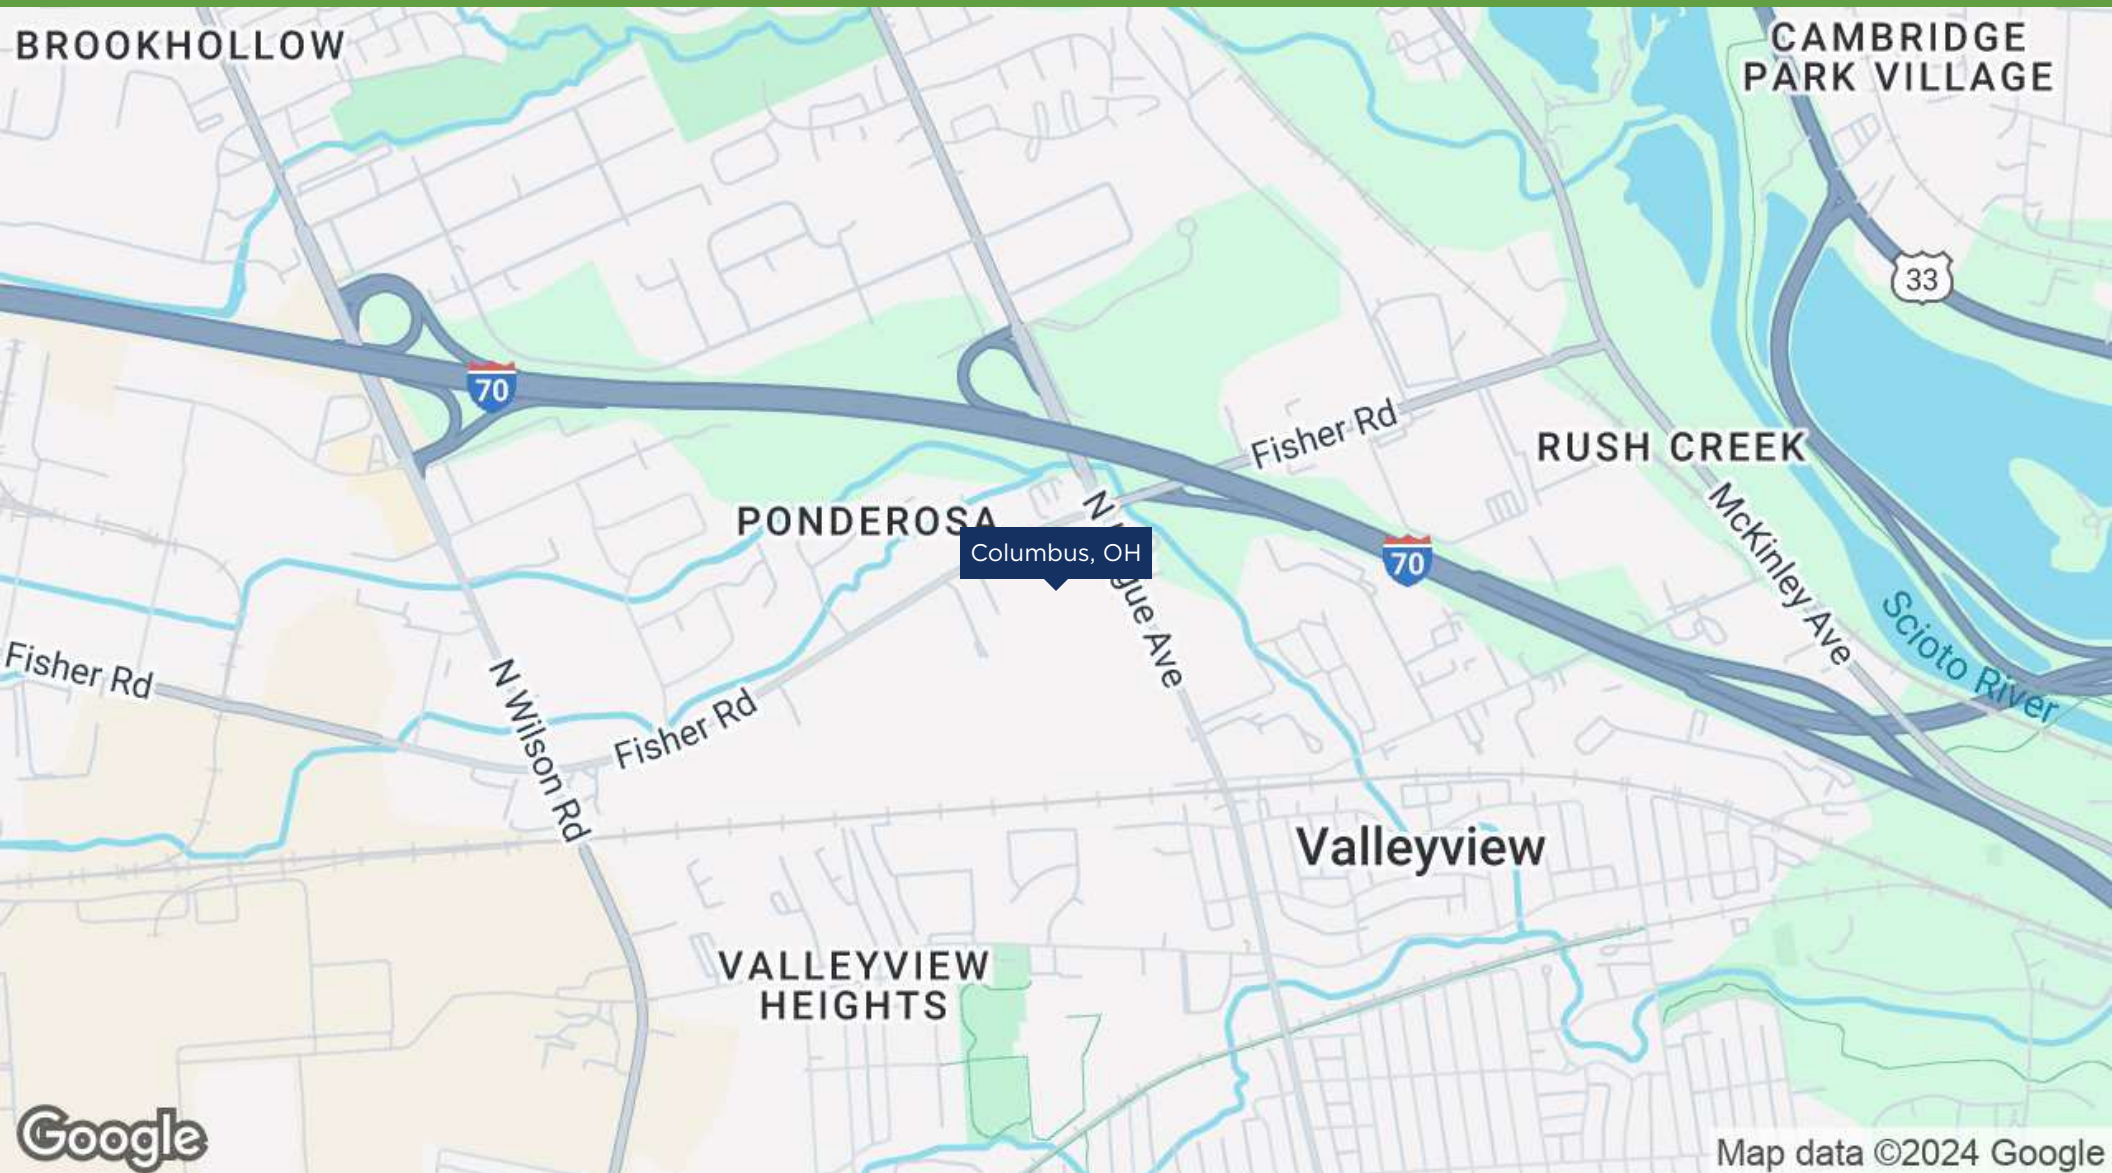 BROOKHOLLOW
CAMBRIDGE
PARK VILLAGE
33
70
Fisher Rd
RUSH CREEK
PONDEROSA
Columbus, OH
70
McKinley Ave
Scioto River
Fisher Rd
N Wilson Rd
Fisher Rd
Valleyview
VALLEYVIEW
HEIGHTS
Google
Map data ©2024 Google